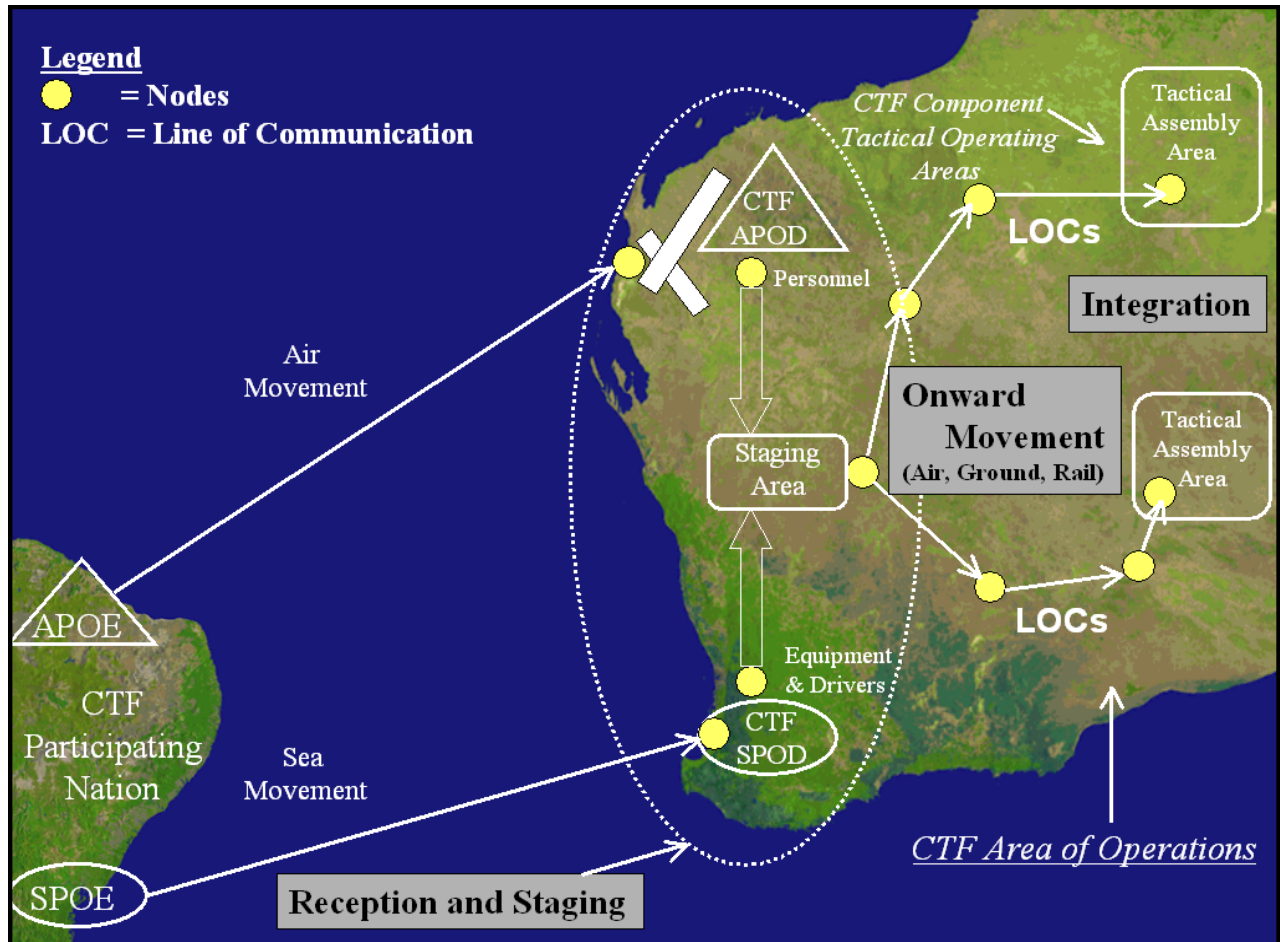 Legend
= Nodes
LOC = Line of Communication
CTF Component
Tactical Operating
Areas
Tactical
Assembly
Area
CTF
APOD
Personnel
LOCs
Integration
Air
Movement
Onward
Movement
(Air, Ground, Rail)
Staging
Area
Tactical
Assembly
Area
APOE
CTF
Participating
Nation
LOCs
Equipment
& Drivers
CTF
SPOD
Sea
Movement
SPOE
Reception and Staging
CTF Area of Operations